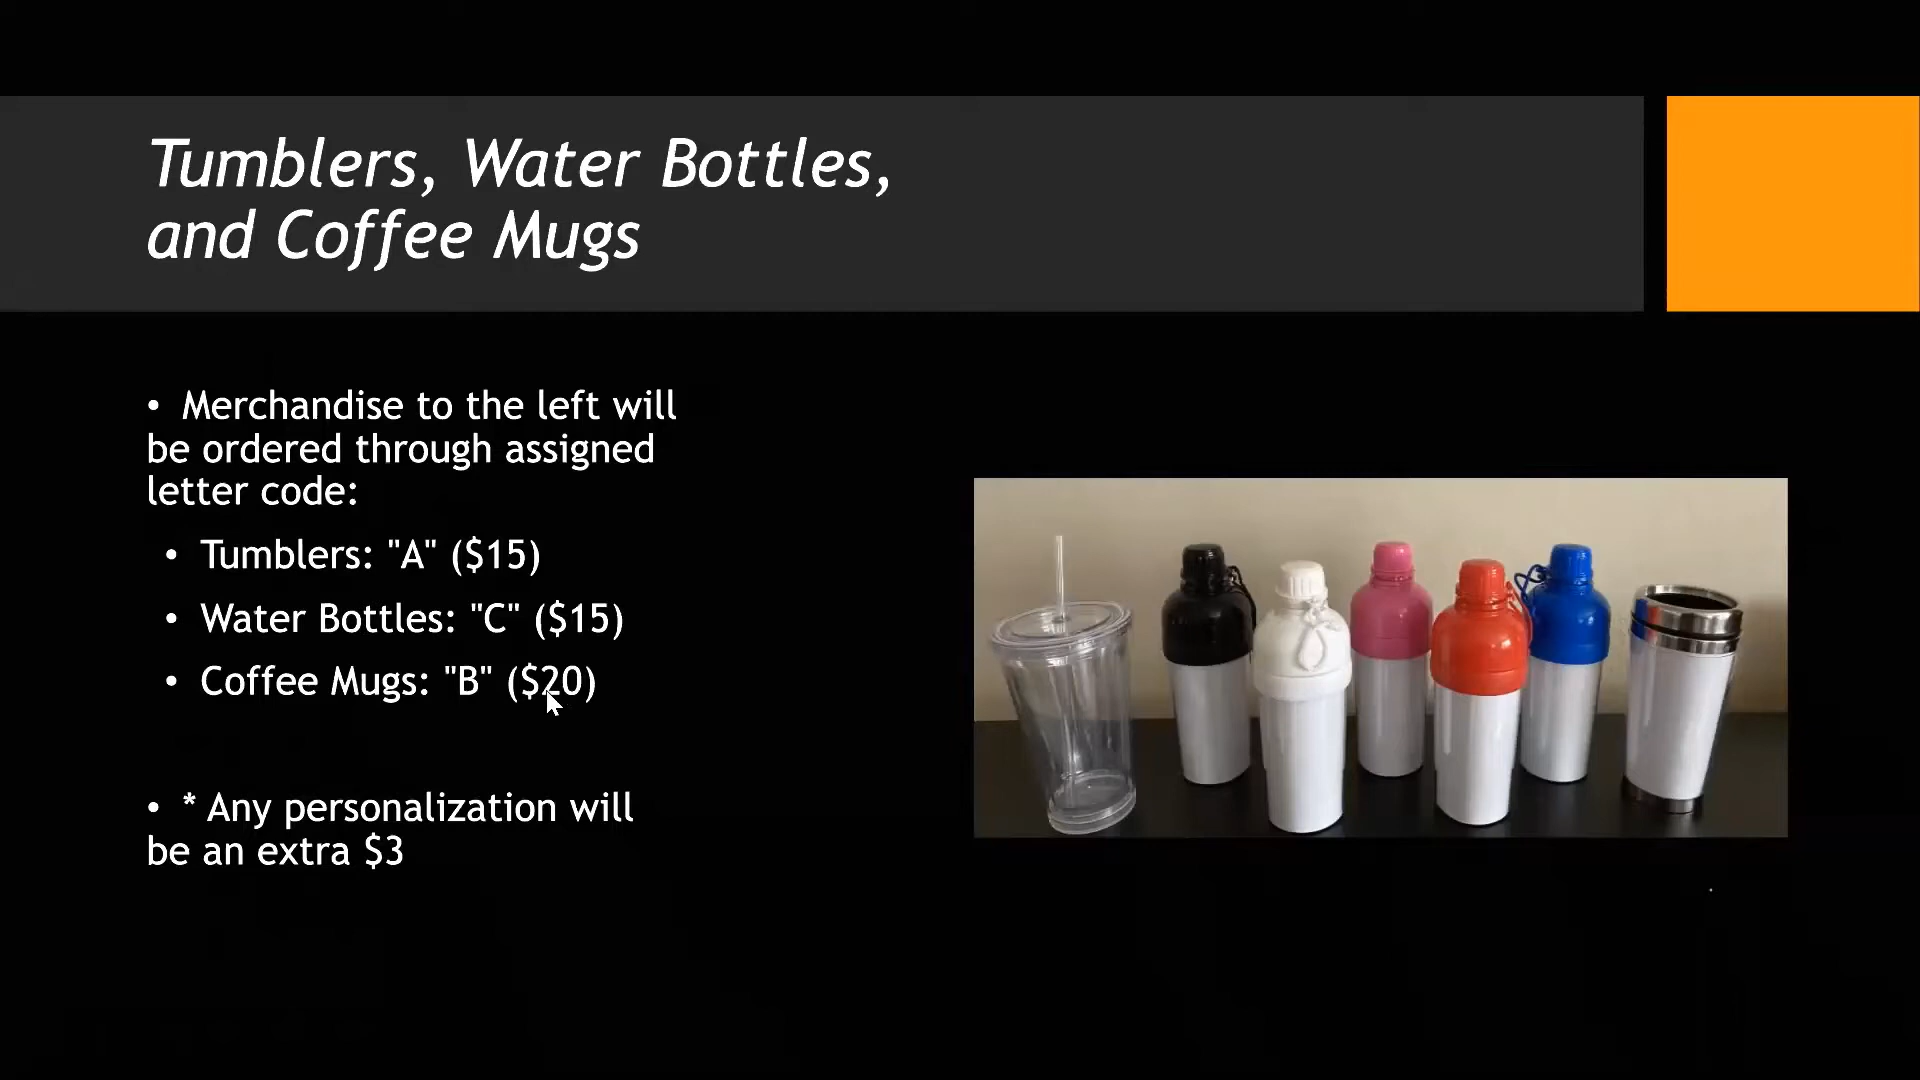 Tumblers, Water Bottles,
and Coffee Mugs
• Merchandise to the left will
be ordered through assigned
letter code:
• Tumblers: "A" ($15)
• Water Bottles: "C" ($15)
• Coffee Mugs: "B" ($20)
• * Any personalization will
be an extra $3